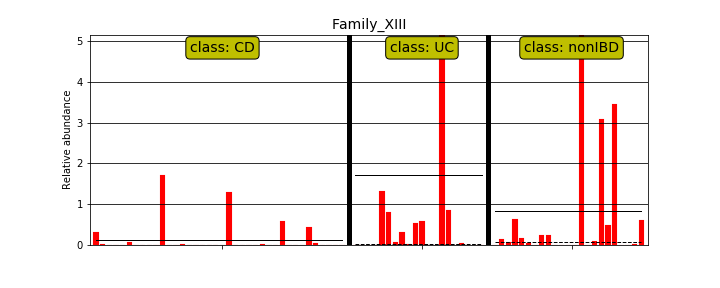 Family_XIII
class: CD
class: UC
class: nonIBD
Relative abundance
5
4
3
2
1
0